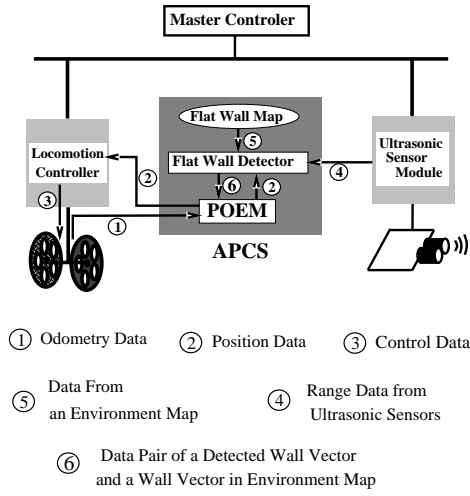 Master Controler
Flat Wall Map
⑤
Locomotion
Controller
Flat Wall Detector
Ultrasonic
Sensor
Module
②
④
③
⑥
②
①
POEM
APCS
① Odometry Data
② Position Data
③ Control Data
⑤ Data From
an Environment Map
④ Range Data from
Ultrasonic Sensors
⑥ Data Pair of a Detected Wall Vector
and a Wall Vector in Environment Map